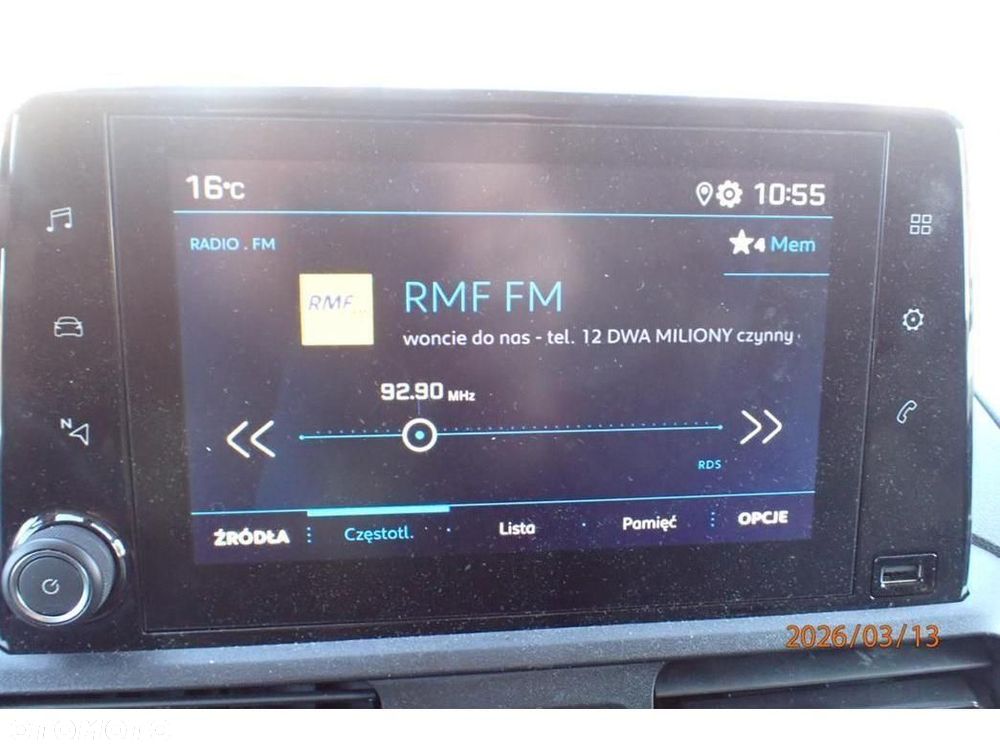 16°C
10:55
RADIO . FM
4 Mem
RMF
RMF FM
woncie do nas - tel. 12 DWA MILIONY czynny
92.90 MHz
N
RDS
ŹRÓDŁA
Częstotl.
Lista
Pamięć
OPCJE
2026/03/13
OTOMOTO